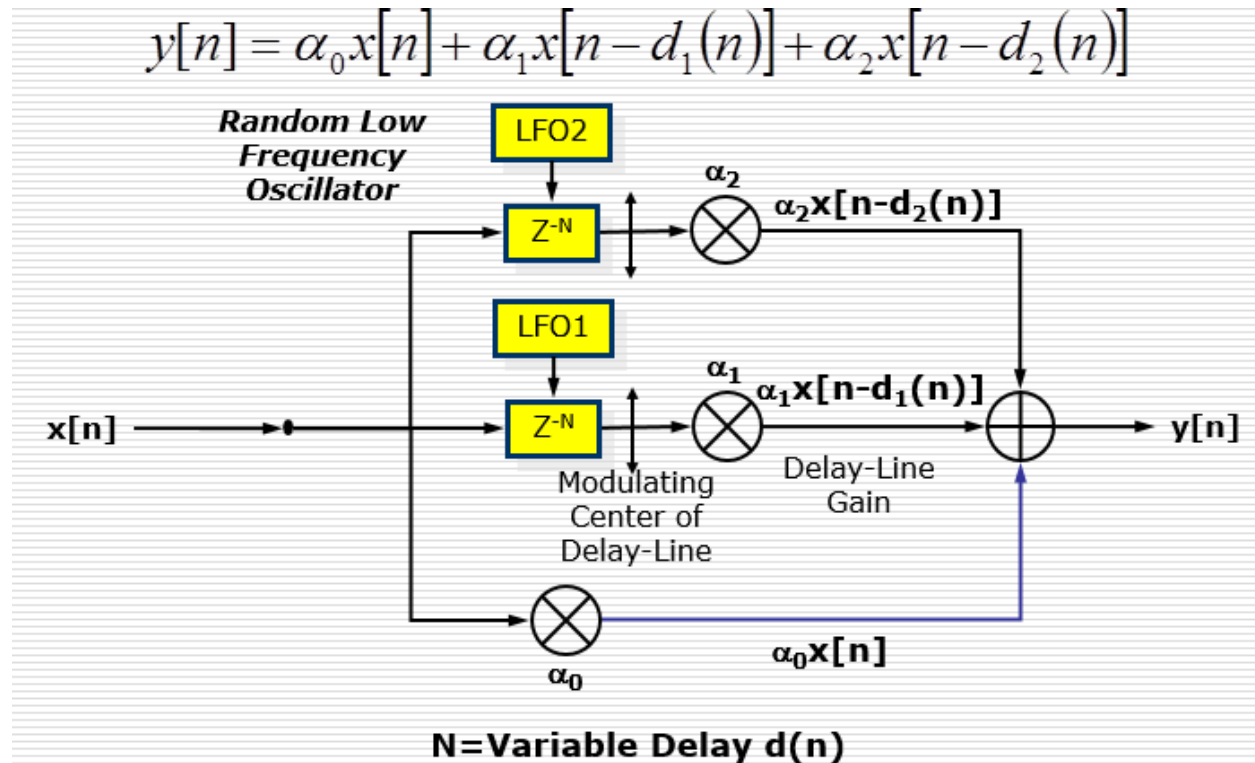 y[n] = α₀x[n] + α₁x[n − d₁(n)] + α₂x[n − d₂(n)]
Random Low
Frequency
Oscillator
LFO2
Z⁻ᴺ
α₂
α₂x[n-d₂(n)]
LFO1
Z⁻ᴺ
α₁
α₁x[n-d₁(n)]
x[n]
y[n]
Modulating
Center of
Delay-Line
Delay-Line
Gain
α₀
α₀x[n]
N=Variable Delay d(n)